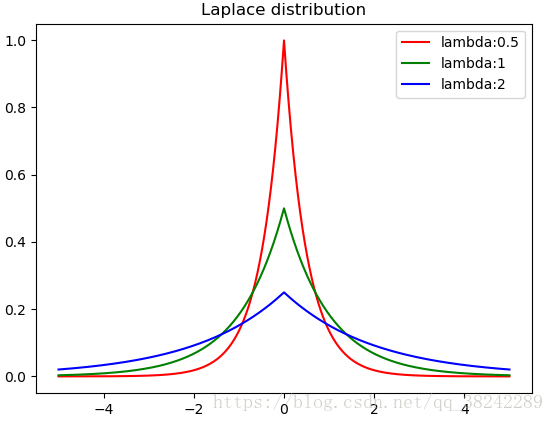 Laplace distribution
lambda:0.5
lambda:1
lambda:2
1.0
0.8
0.6
0.4
0.2
0.0
−4 −2 0 2 4
https://blog.csdn.net/qq_38242289